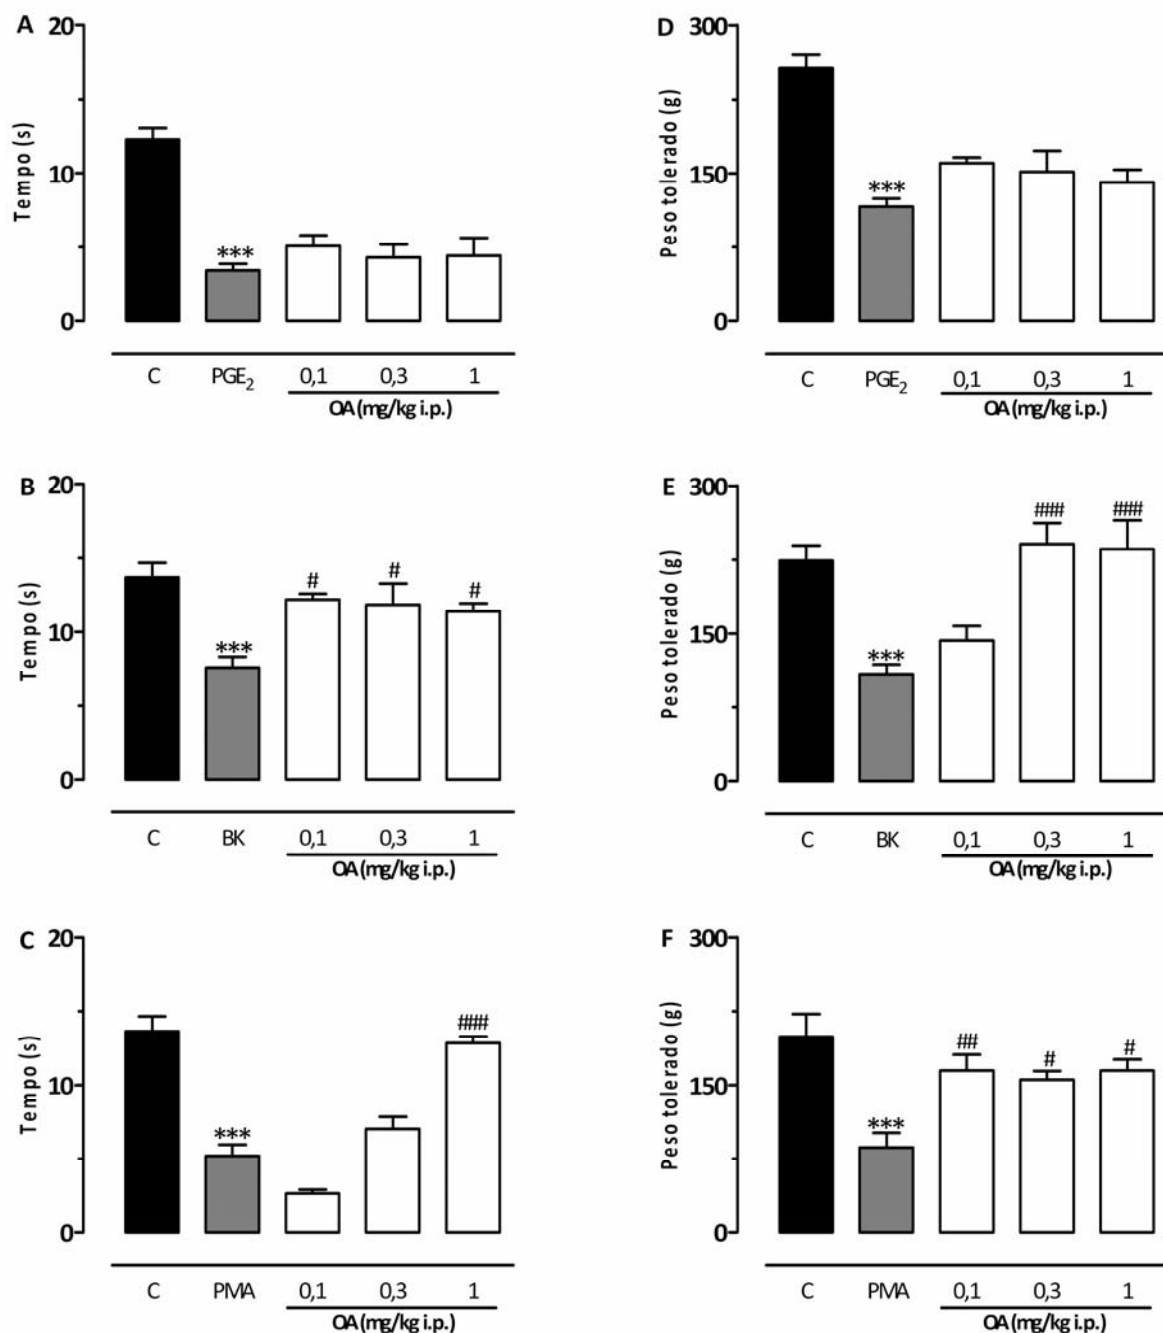 A
20
10
0
Tempo (s)
***
C PGE2 0,1 0,3 1
OA (mg/kg i.p.)
D
300
150
0
Peso tolerado (g)
***
C PGE2 0,1 0,3 1
OA (mg/kg i.p.)
B
20
10
0
Tempo (s)
*** # # #
C BK 0,1 0,3 1
OA (mg/kg i.p.)
E
300
150
0
Peso tolerado (g)
*** ### ###
C BK 0,1 0,3 1
OA (mg/kg i.p.)
C
20
10
0
Tempo (s)
*** ###
C PMA 0,1 0,3 1
OA (mg/kg i.p.)
F
300
150
0
Peso tolerado (g)
*** ## # #
C PMA 0,1 0,3 1
OA (mg/kg i.p.)